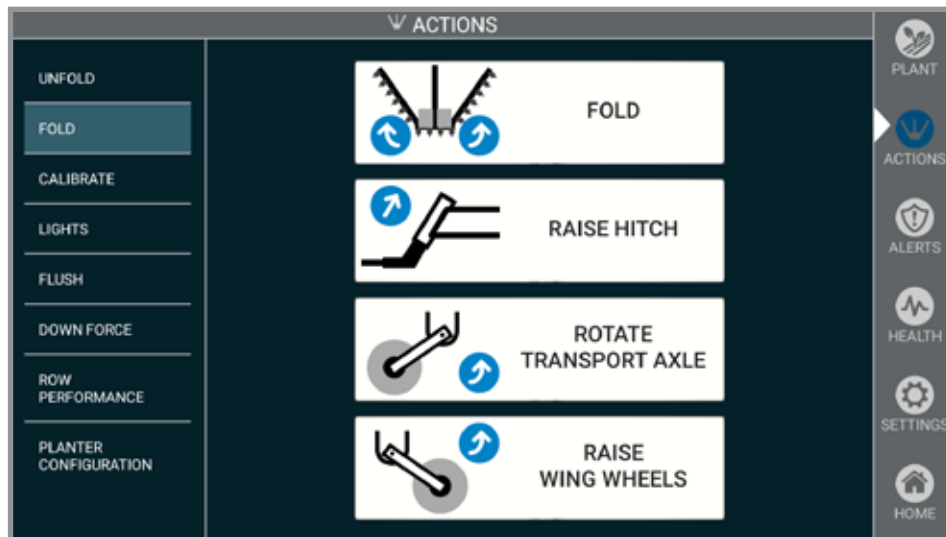 ACTIONS
UNFOLD
FOLD
CALIBRATE
LIGHTS
FLUSH
DOWN FORCE
ROW
PERFORMANCE
PLANTER
CONFIGURATION
FOLD
RAISE HITCH
ROTATE
TRANSPORT AXLE
RAISE
WING WHEELS
PLANT
ACTIONS
ALERTS
HEALTH
SETTINGS
HOME